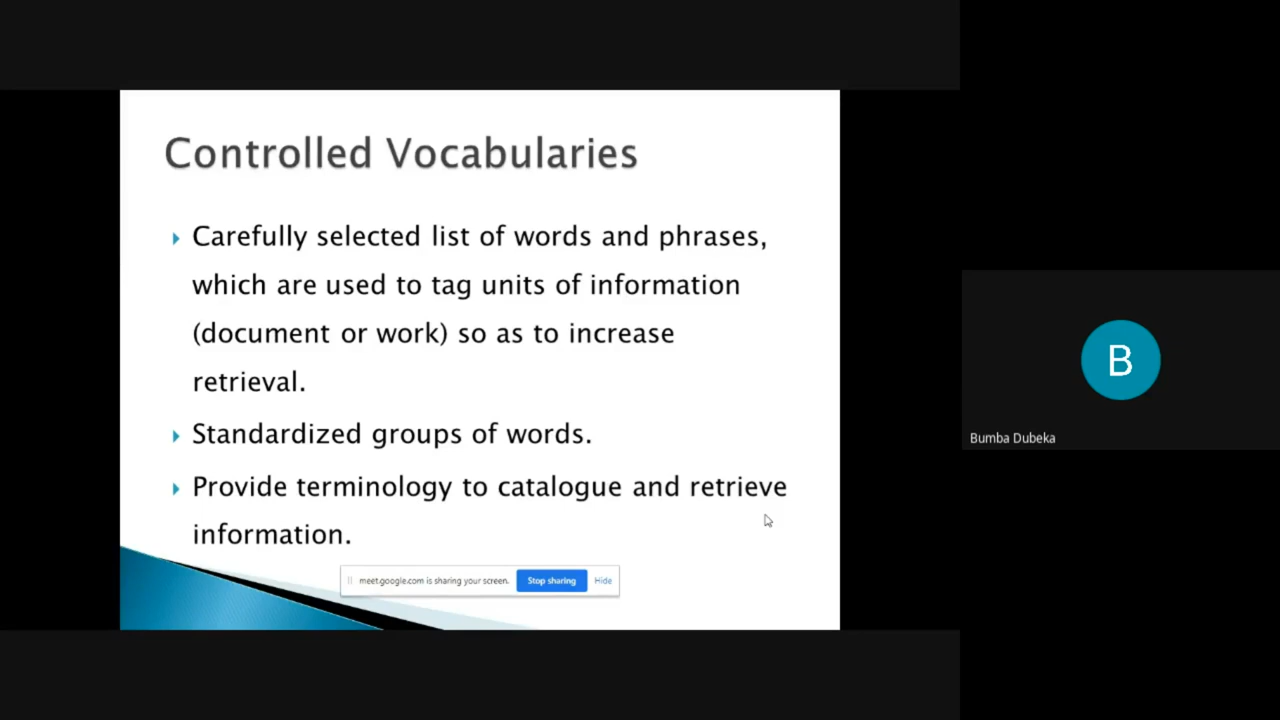 Controlled Vocabularies
Carefully selected list of words and phrases,
which are used to tag units of information
(document or work) so as to increase
retrieval.
Standardized groups of words.
Provide terminology to catalogue and retrieve
information.
meet.google.com is sharing your screen.
Stop sharing
Hide
B
Bumba Dubeka